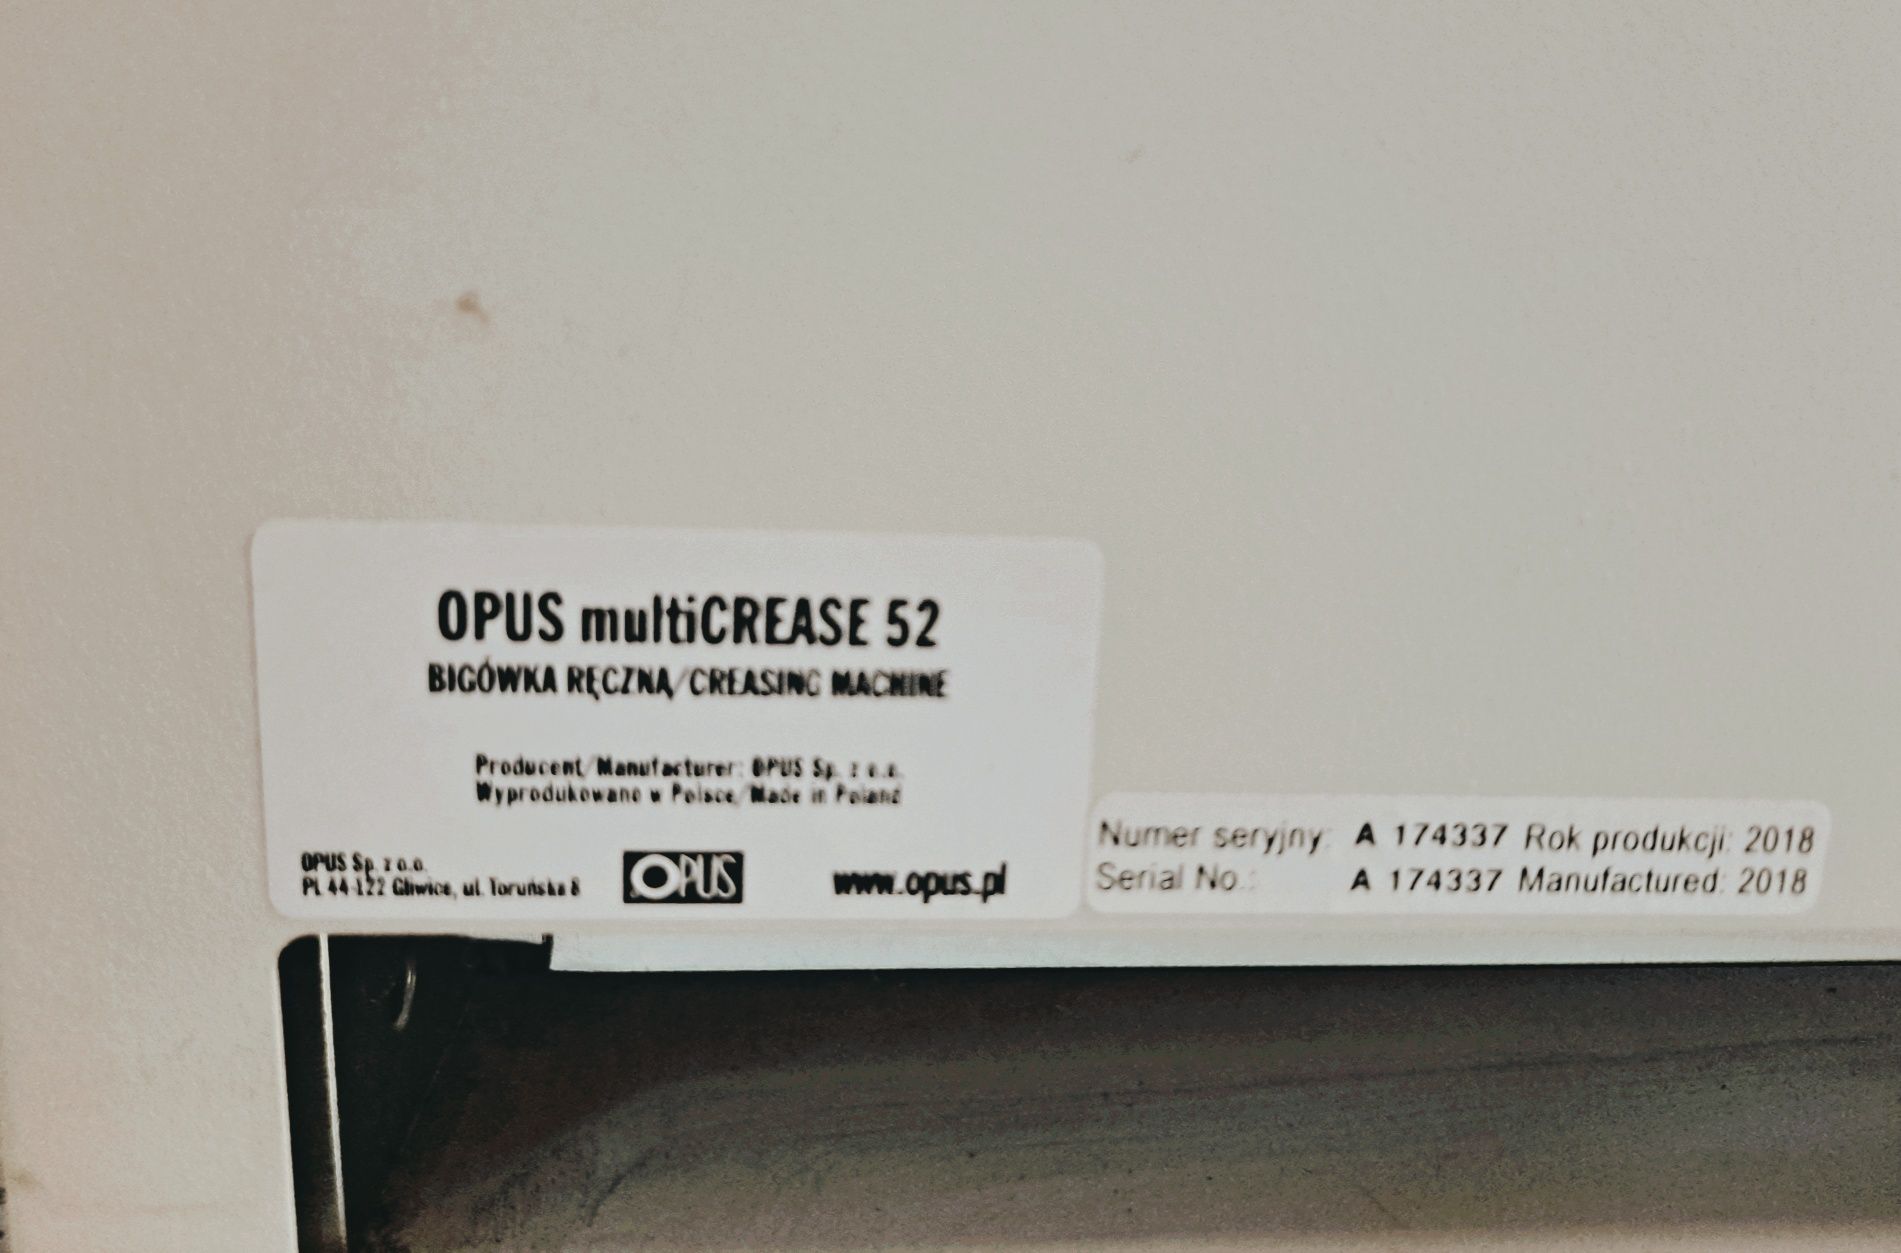 OPUS multiCREASE 52
BIGÓWKA RĘCZNA/CREASING MACHINE
Producent/Manufacturer: OPUS Sp. z o.o.
Wyprodukowano w Polsce/Made in Poland
OPUS Sp. z o.o.
PL 44-122 Gliwice, ul. Toruńska 8
OPUS
www.opus.pl
Numer seryjny: A 174337 Rok produkcji: 2018
Serial No.: A 174337 Manufactured: 2018